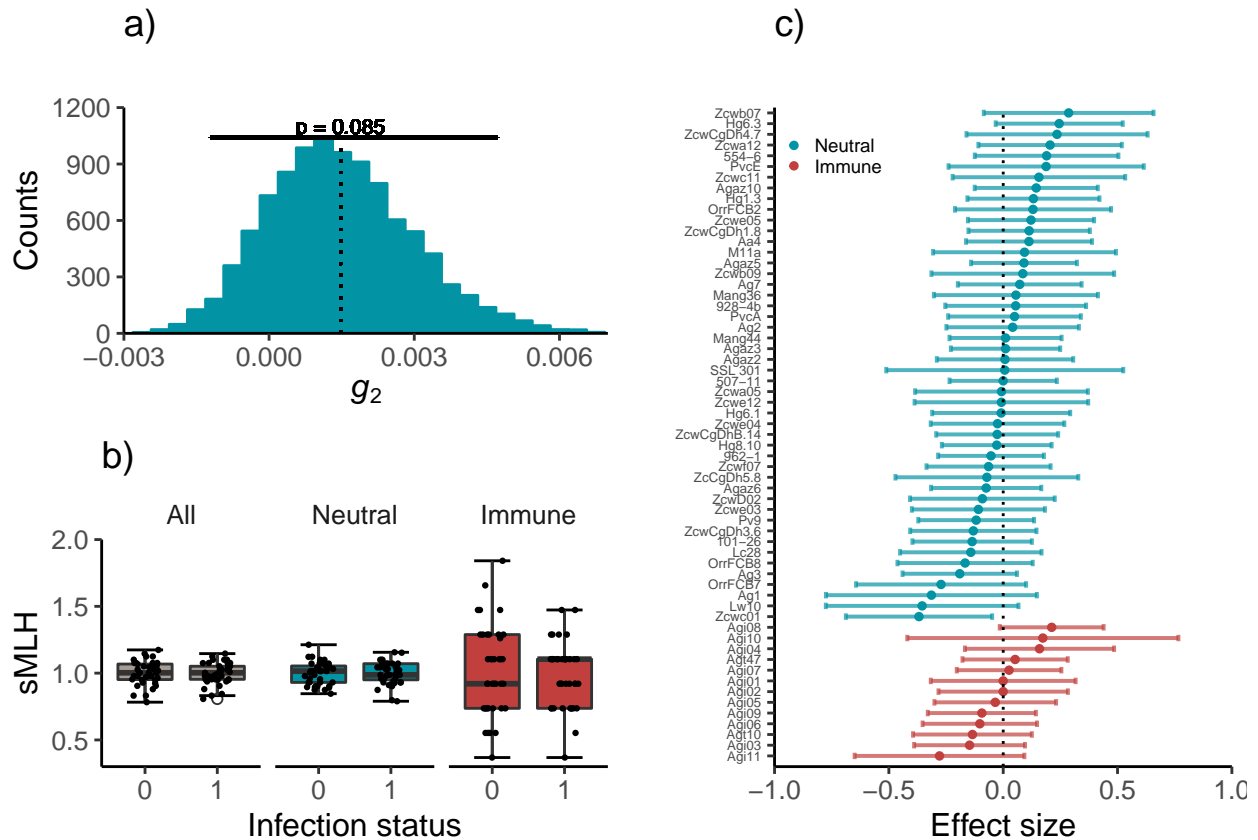 a)
1200
900
600
300
0
Counts
p = 0.085
−0.003
0.000
0.003
0.006
g2
b)
All
Neutral
Immune
2.0
1.5
1.0
0.5
sMLH
0
1
0
1
0
1
Infection status
c)
Neutral
Immune
Zcwb07
Hg6.3
ZcwCgDh4.7
Zcwa12
554−6
PvcE
Zcwc11
Agaz10
Hg1.3
OrrFCB2
Zcwe05
ZcwCgDh1.8
Aa4
M11a
Agaz5
Zcwb09
Ag7
Mang36
928−4b
PvcA
Ag2
Mang44
Agaz3
Agaz2
SSL 301
507−11
Zcwa05
Zcwe12
Hg6.1
Zcwe04
ZcwCgDhB.14
Hg8.10
962−1
Zcwf07
ZcCgDh5.8
Agaz6
ZcwD02
Zcwe03
Pv9
ZcwCgDh3.6
101−26
Lc28
OrrFCB8
Ag3
OrrFCB7
Ag1
Lw10
Zcwc01
Agi08
Agi10
Agi04
Agt47
Agi07
Agi01
Agi02
Agi05
Agi09
Agi06
Agt10
Agi03
Agi11
−1.0
−0.5
0.0
0.5
1.0
Effect size